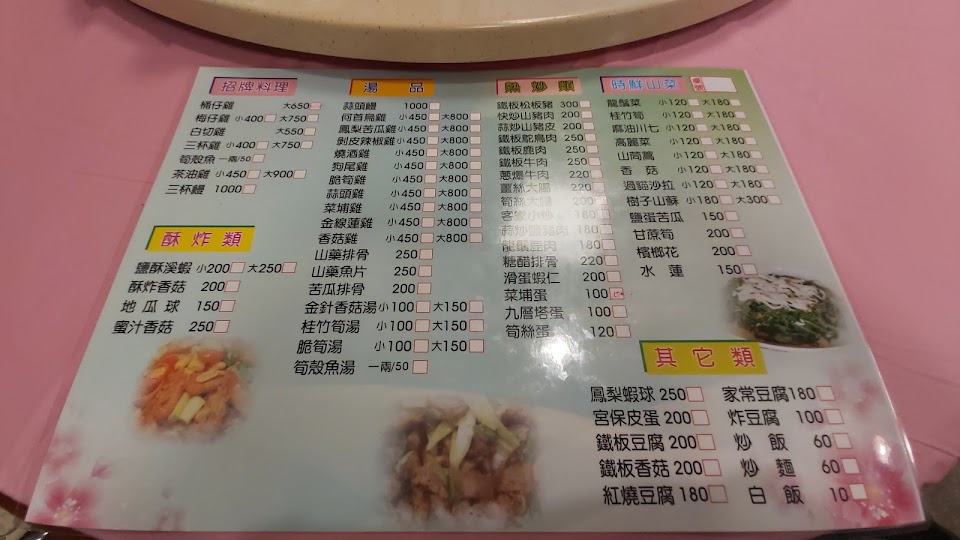 招牌料理
桶仔雞 大650
梅仔雞 小400 大750
白切雞 大550
三杯雞 小400 大750
筍殼魚 一兩/50
茶油雞 小450 大900
三杯鰻 1000
酥炸類
鹽酥溪蝦 小200 大250
酥炸香菇 200
地瓜球 150
蜜汁香菇 250
湯品
蒜頭鰻 1000
何首烏雞 小450 大800
鳳梨苦瓜雞 小450 大800
剝皮辣椒雞 小450 大800
燒酒雞 小450 大800
狗尾雞 小450 大800
脆筍雞 小450 大800
蒜頭雞 小450 大800
菜埔雞 小450 大800
金線蓮雞 小450 大800
香菇雞 小450 大800
山藥排骨 250
山藥魚片 250
苦瓜排骨 200
金針香菇湯 小100 大150
桂竹筍湯 小100 大150
脆筍湯 小100 大150
筍殼魚湯 一兩/50
熱炒類
鐵板松板豬 300
快炒山豬肉 200
蒜炒山豬皮 200
鐵板鴕鳥肉 250
鐵板鹿肉 250
鐵板牛肉 250
蔥爆牛肉 220
薑絲大腸 200
筍絲大腸 200
客家小炒 180
蒜炒鹽豬肉 180
龍鬚鹿肉 180
糖醋排骨 220
滑蛋蝦仁 200
菜埔蛋 100
九層塔蛋 100
筍絲蛋 120
時鮮山菜
龍鬚菜 小120 大180
桂竹筍 小120 大180
麻油川七 小120 大180
高麗菜 小120 大180
山茼蒿 小120 大180
香菇 小120 大180
過貓沙拉 小120 大180
樹子山蘇 小180 大300
鹽蛋苦瓜 150
甘蔗筍 200
檳榔花 200
水蓮 150
其它類
鳳梨蝦球 250 家常豆腐 180
宮保皮蛋 200 炸豆腐 100
鐵板豆腐 200 炒飯 60
鐵板香菇 200 炒麵 60
紅燒豆腐 180 白飯 10